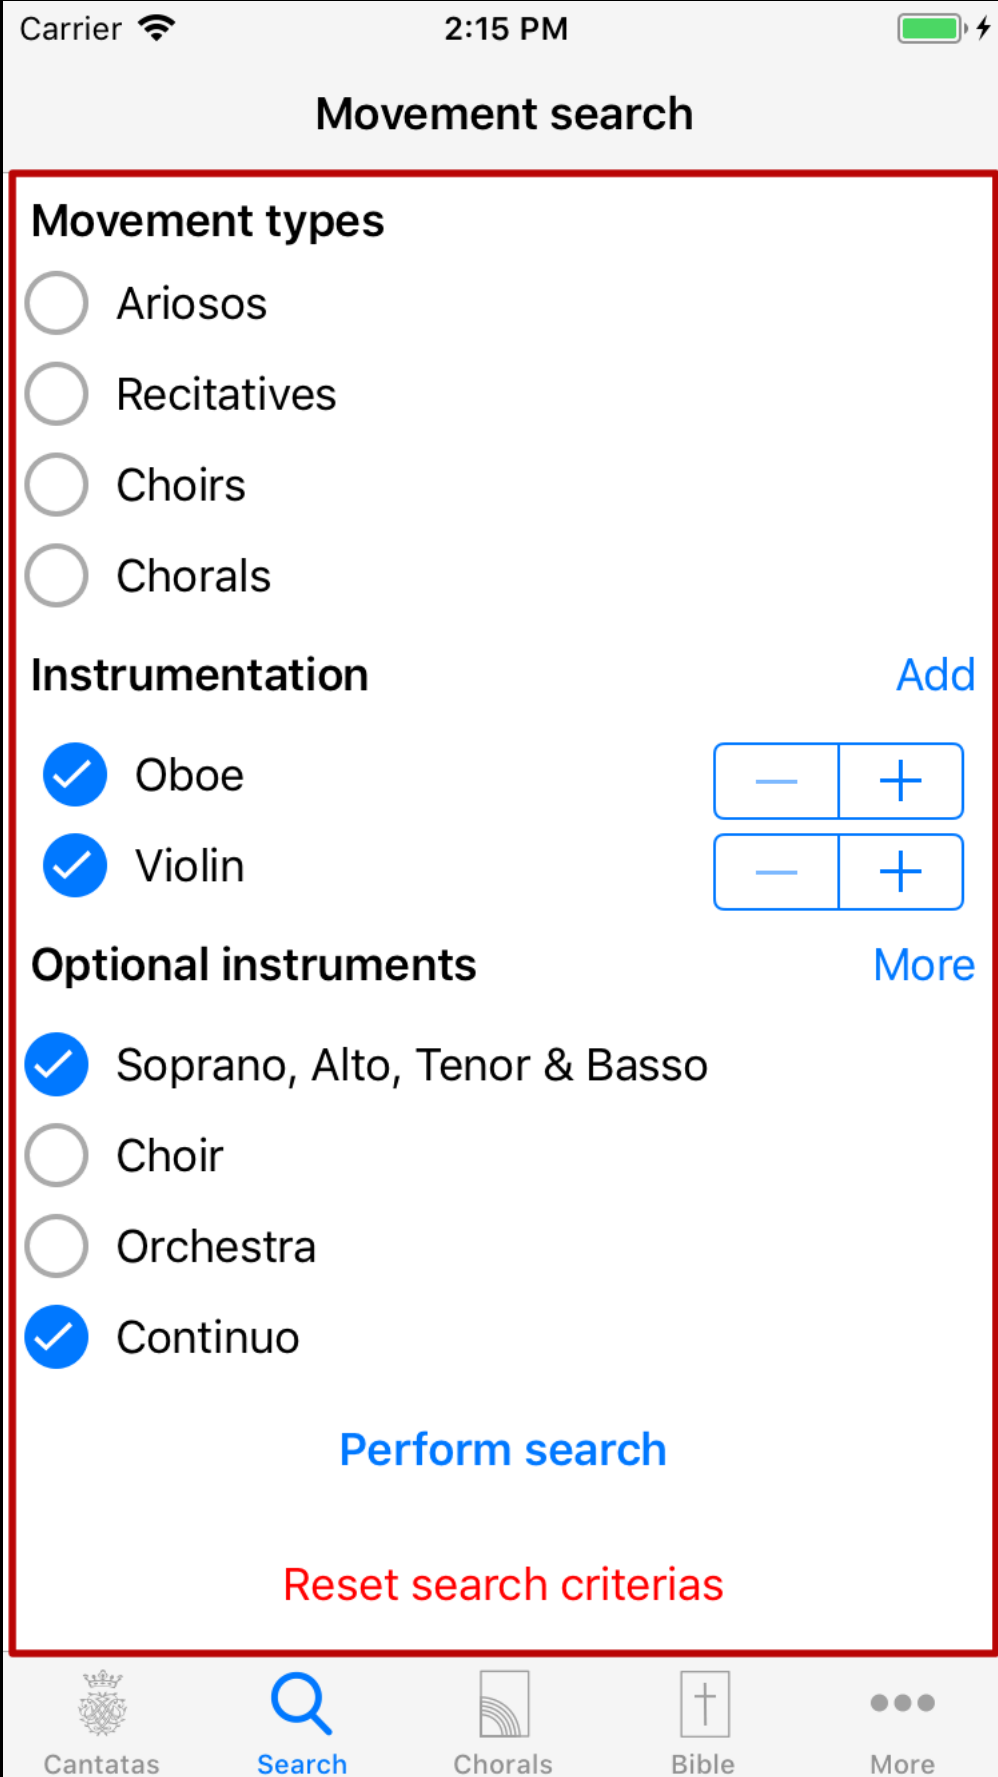 Carrier 2:15 PM
Movement search
Movement types
Ariosos
Recitatives
Choirs
Chorals
Instrumentation Add
Oboe
Violin
Optional instruments More
Soprano, Alto, Tenor & Basso
Choir
Orchestra
Continuo
Perform search
Reset search criterias
Cantatas Search Chorals Bible More